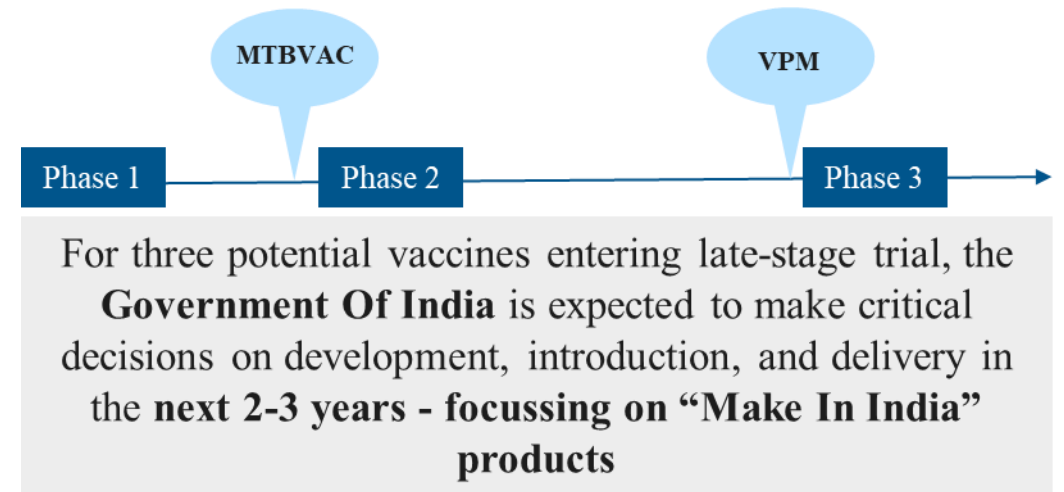 MTBVAC
VPM
Phase 1
Phase 2
Phase 3
For three potential vaccines entering late-stage trial, the
Government Of India is expected to make critical
decisions on development, introduction, and delivery in
the next 2-3 years - focussing on “Make In India”
products